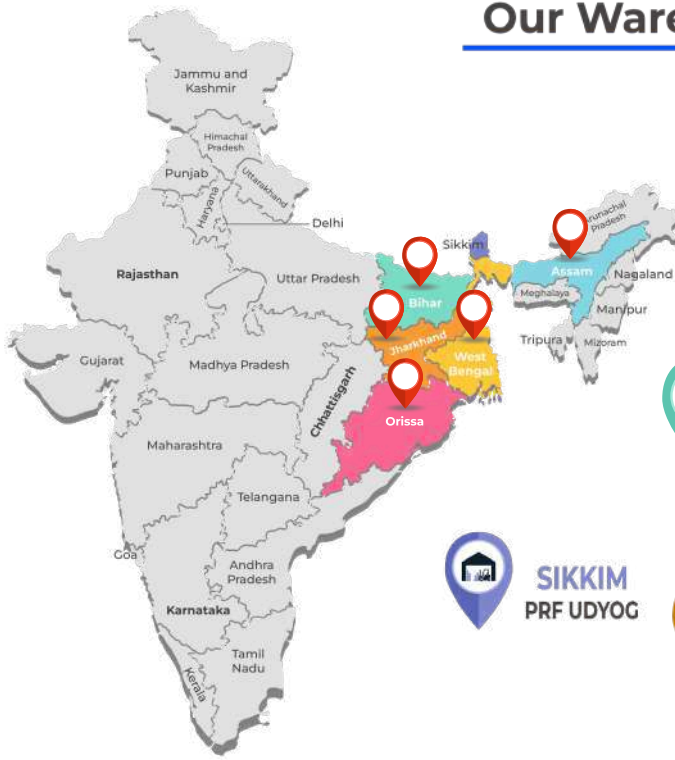 Our Ware
Jammu and
Kashmir
Himachal
Pradesh
Punjab
Uttarakhand
Haryana
Delhi
Rajasthan
Uttar Pradesh
Sikkim
runachal
Pradesh
Assam
Nagaland
Meghalaya
Manipur
Tripura
Mizoram
Bihar
Jharkhand
West
Bengal
Gujarat
Madhya Pradesh
Chhattisgarh
Orissa
Maharashtra
Telangana
Goa
Andhra
Pradesh
Karnataka
Tamil
Nadu
Kerala
SIKKIM
PRF UDYOG